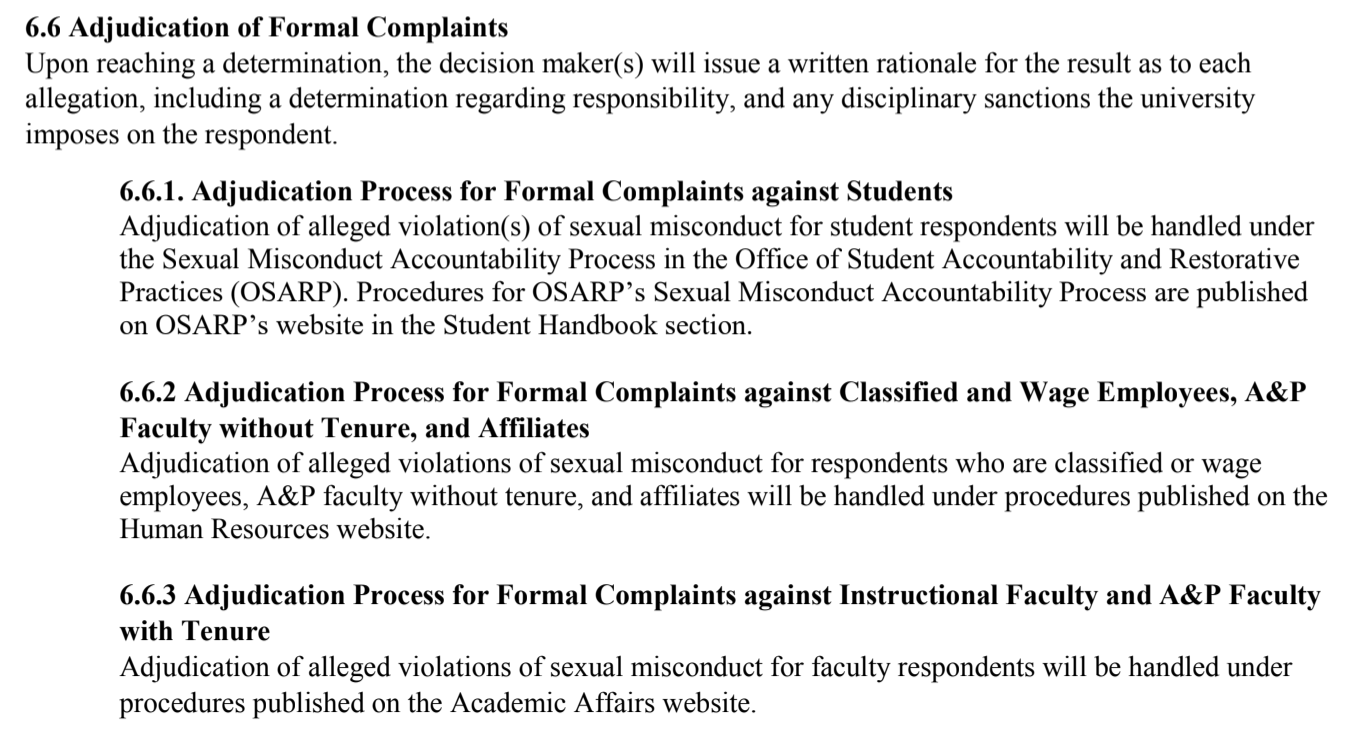 6.6 Adjudication of Formal Complaints
Upon reaching a determination, the decision maker(s) will issue a written rationale for the result as to each
allegation, including a determination regarding responsibility, and any disciplinary sanctions the university
imposes on the respondent.
6.6.1. Adjudication Process for Formal Complaints against Students
Adjudication of alleged violation(s) of sexual misconduct for student respondents will be handled under
the Sexual Misconduct Accountability Process in the Office of Student Accountability and Restorative
Practices (OSARP). Procedures for OSARP’s Sexual Misconduct Accountability Process are published
on OSARP’s website in the Student Handbook section.
6.6.2 Adjudication Process for Formal Complaints against Classified and Wage Employees, A&P
Faculty without Tenure, and Affiliates
Adjudication of alleged violations of sexual misconduct for respondents who are classified or wage
employees, A&P faculty without tenure, and affiliates will be handled under procedures published on the
Human Resources website.
6.6.3 Adjudication Process for Formal Complaints against Instructional Faculty and A&P Faculty
with Tenure
Adjudication of alleged violations of sexual misconduct for faculty respondents will be handled under
procedures published on the Academic Affairs website.